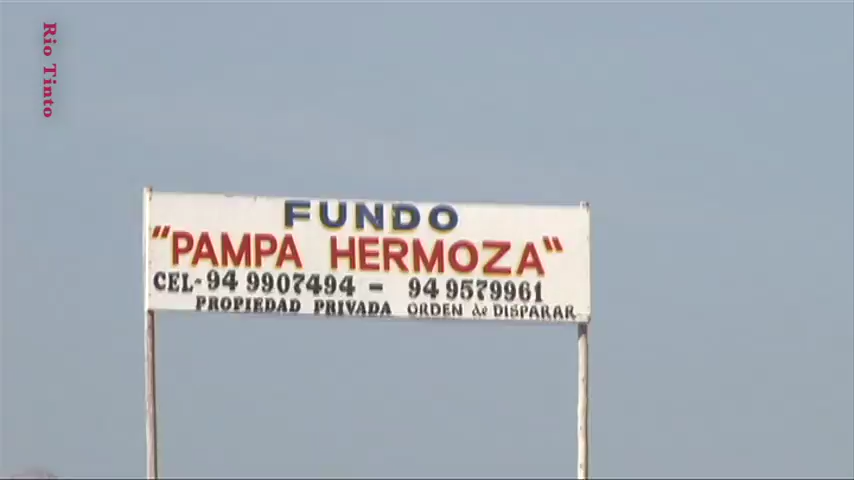 Rio Tinto
FUNDO
"PAMPA HERMOZA"
CEL- 94 9907494 - 94 9579961
PROPIEDAD PRIVADA ORDEN de DISPARAR